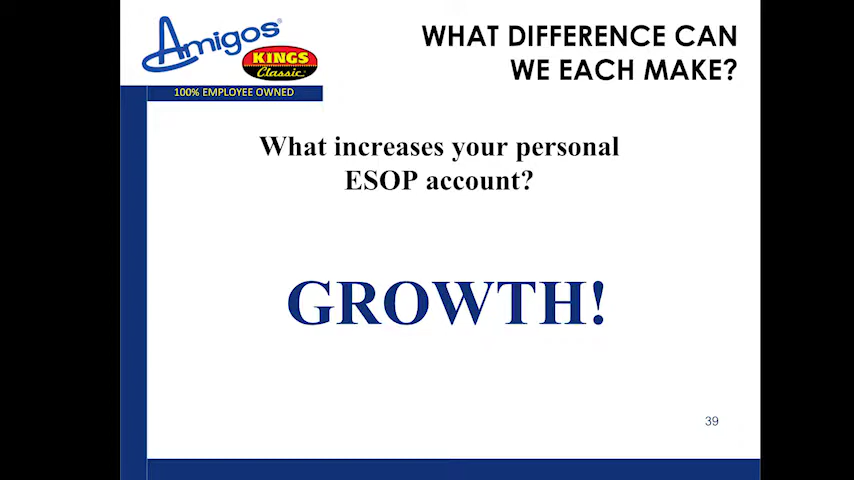 Amigos®
KINGS
Classic
100% EMPLOYEE OWNED
WHAT DIFFERENCE CAN
WE EACH MAKE?
What increases your personal
ESOP account?
GROWTH!
39